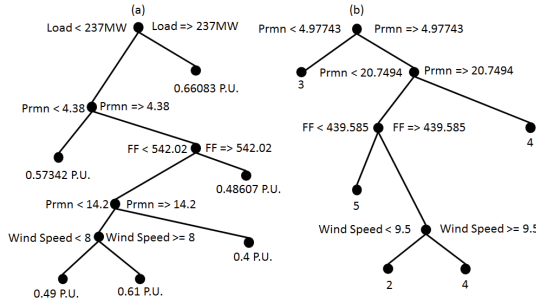 (a)
Load < 237MW Load => 237MW
0.66083 P.U.
Prmn < 4.38 Prmn => 4.38
FF < 542.02 FF => 542.02
0.57342 P.U.
0.48607 P.U.
Prmn < 14.2 Prmn => 14.2
Wind Speed < 8 Wind Speed >= 8
0.4 P.U.
0.49 P.U.
0.61 P.U.
(b)
Prmn < 4.97743 Prmn => 4.97743
3
Prmn < 20.7494 Prmn => 20.7494
FF < 439.585 FF => 439.585
4
5
Wind Speed < 9.5 Wind Speed >= 9.5
2
4